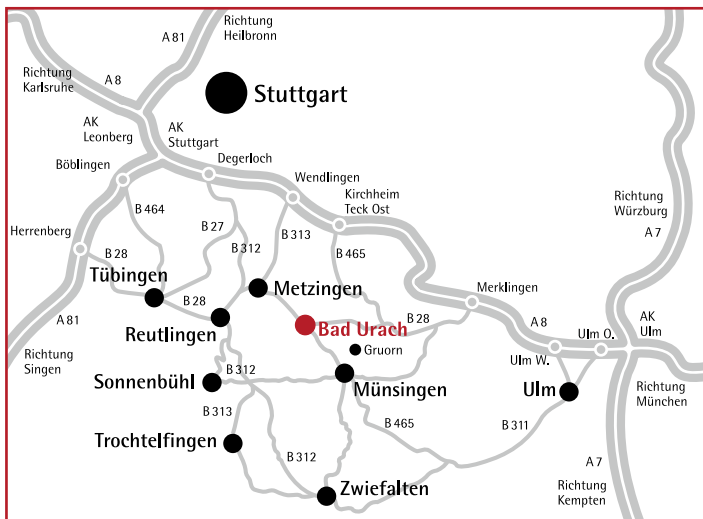 Richtung
Heilbronn
A 81
Richtung
Karlsruhe
A 8
Stuttgart
AK
Leonberg
AK
Stuttgart
Degerloch
Böblingen
Wendlingen
Kirchheim
Teck Ost
Richtung
Würzburg
A 7
B 464
B 27
B 312
B 313
B 465
Herrenberg
B 28
Tübingen
B 28
Metzingen
Merklingen
Reutlingen
Bad Urach
B 28
Gruorn
A 8
Ulm W.
Ulm O.
AK
Ulm
A 81
Richtung
Singen
Sonnenbühl
B 312
Münsingen
Ulm
Richtung
München
B 313
B 465
B 311
Trochtelfingen
B 312
A 7
Zwiefalten
Richtung
Kempten